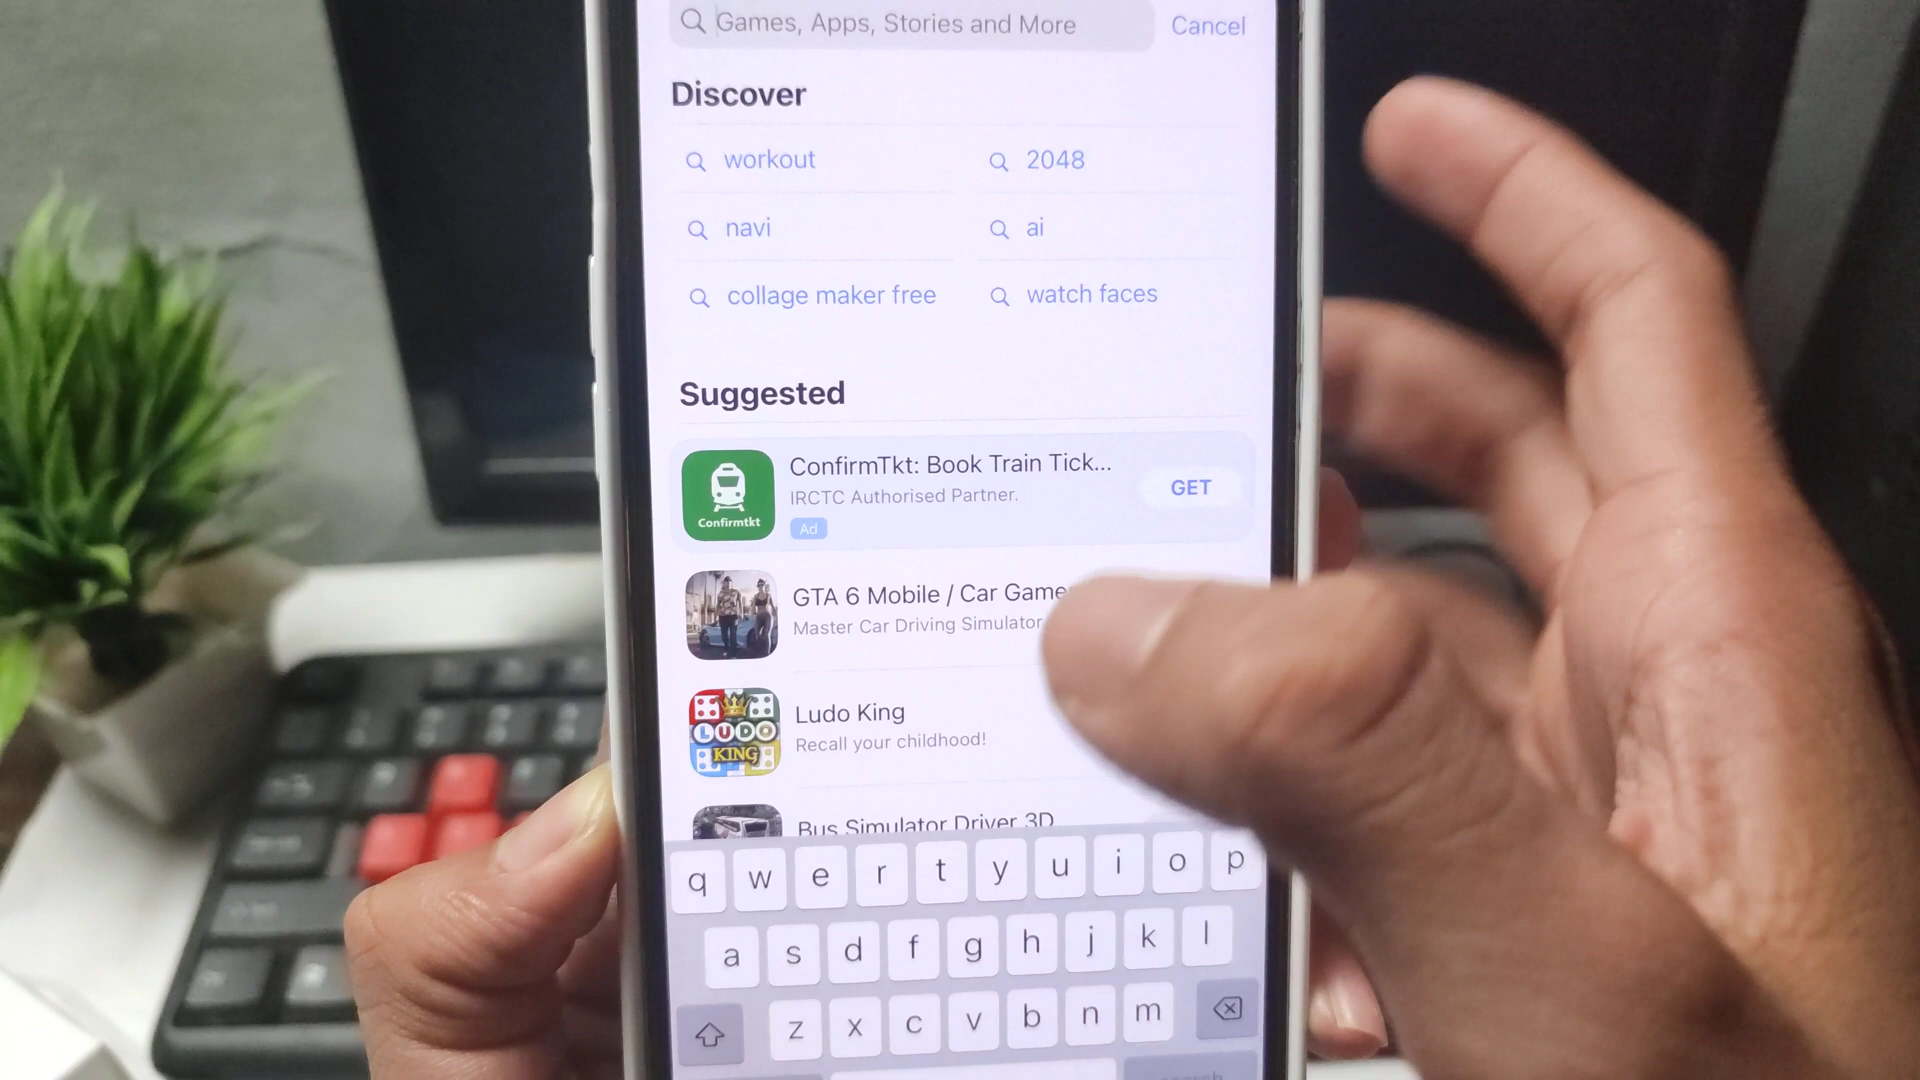 Games, Apps, Stories and More
Cancel
Discover
workout
2048
navi
ai
collage maker free
watch faces
Suggested
Confirmtkt
ConfirmTkt: Book Train Tick...
IRCTC Authorised Partner.
Ad
GET
GTA 6 Mobile / Car Game
Master Car Driving Simulator
LUDO
KING
Ludo King
Recall your childhood!
Bus Simulator Driver 3D
q w e r t y u i o p
a s d f g h j k l
z x c v b n m